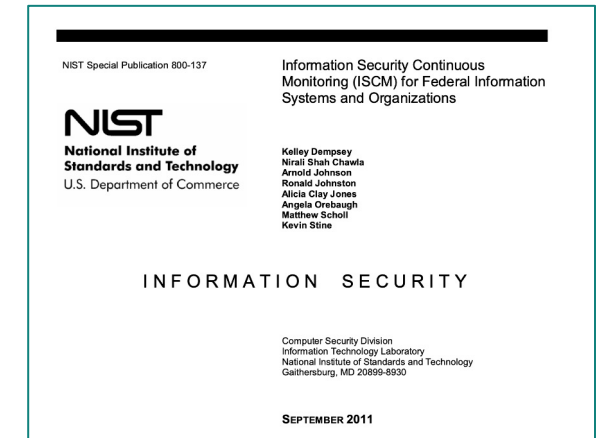 NIST Special Publication 800-137
Information Security Continuous
Monitoring (ISCM) for Federal Information
Systems and Organizations
NIST
National Institute of
Standards and Technology
U.S. Department of Commerce
Kelley Dempsey
Nirali Shah Chawla
Arnold Johnson
Ronald Johnston
Alicia Clay Jones
Angela Orebaugh
Matthew Scholl
Kevin Stine
INFORMATION SECURITY
Computer Security Division
Information Technology Laboratory
National Institute of Standards and Technology
Gaithersburg, MD 20899-8930
SEPTEMBER 2011